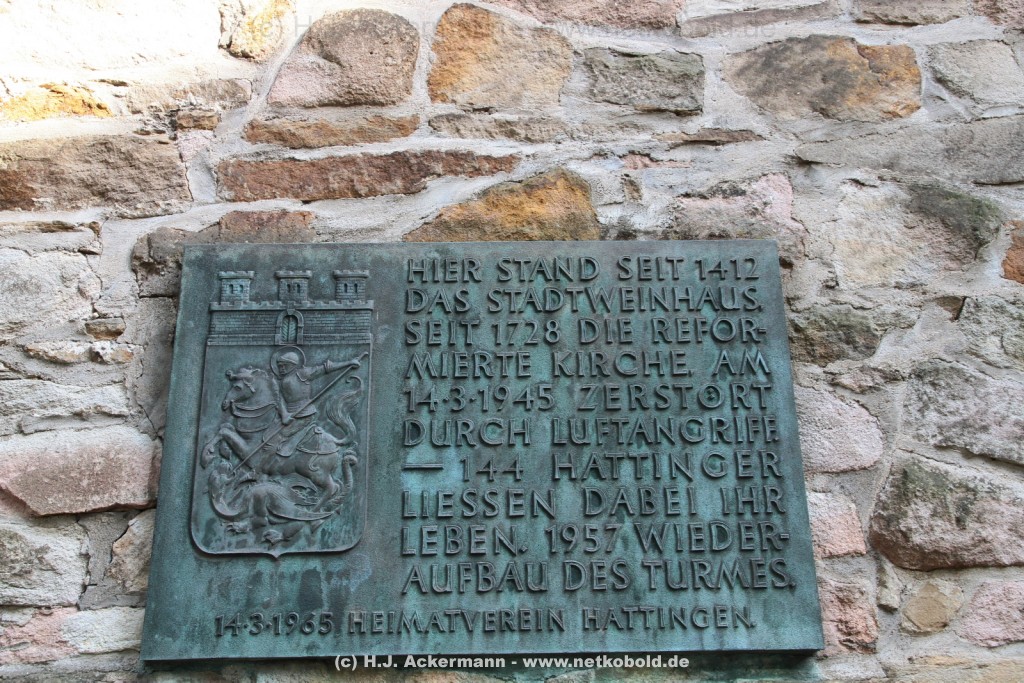 HIER STAND SEIT 1412
DAS STADTWEINHAUS.
SEIT 1728 DIE REFOR-
MIERTE KIRCHE. AM
14·3·1945 ZERSTÖRT
DURCH LUFTANGRIFF.
— 144 HATTINGER
LIESSEN DABEI IHR
LEBEN. 1957 WIEDER-
AUFBAU DES TURMES.
14·3·1965 HEIMATVEREIN HATTINGEN.
(c) H.J. Ackermann - www.netkobold.de